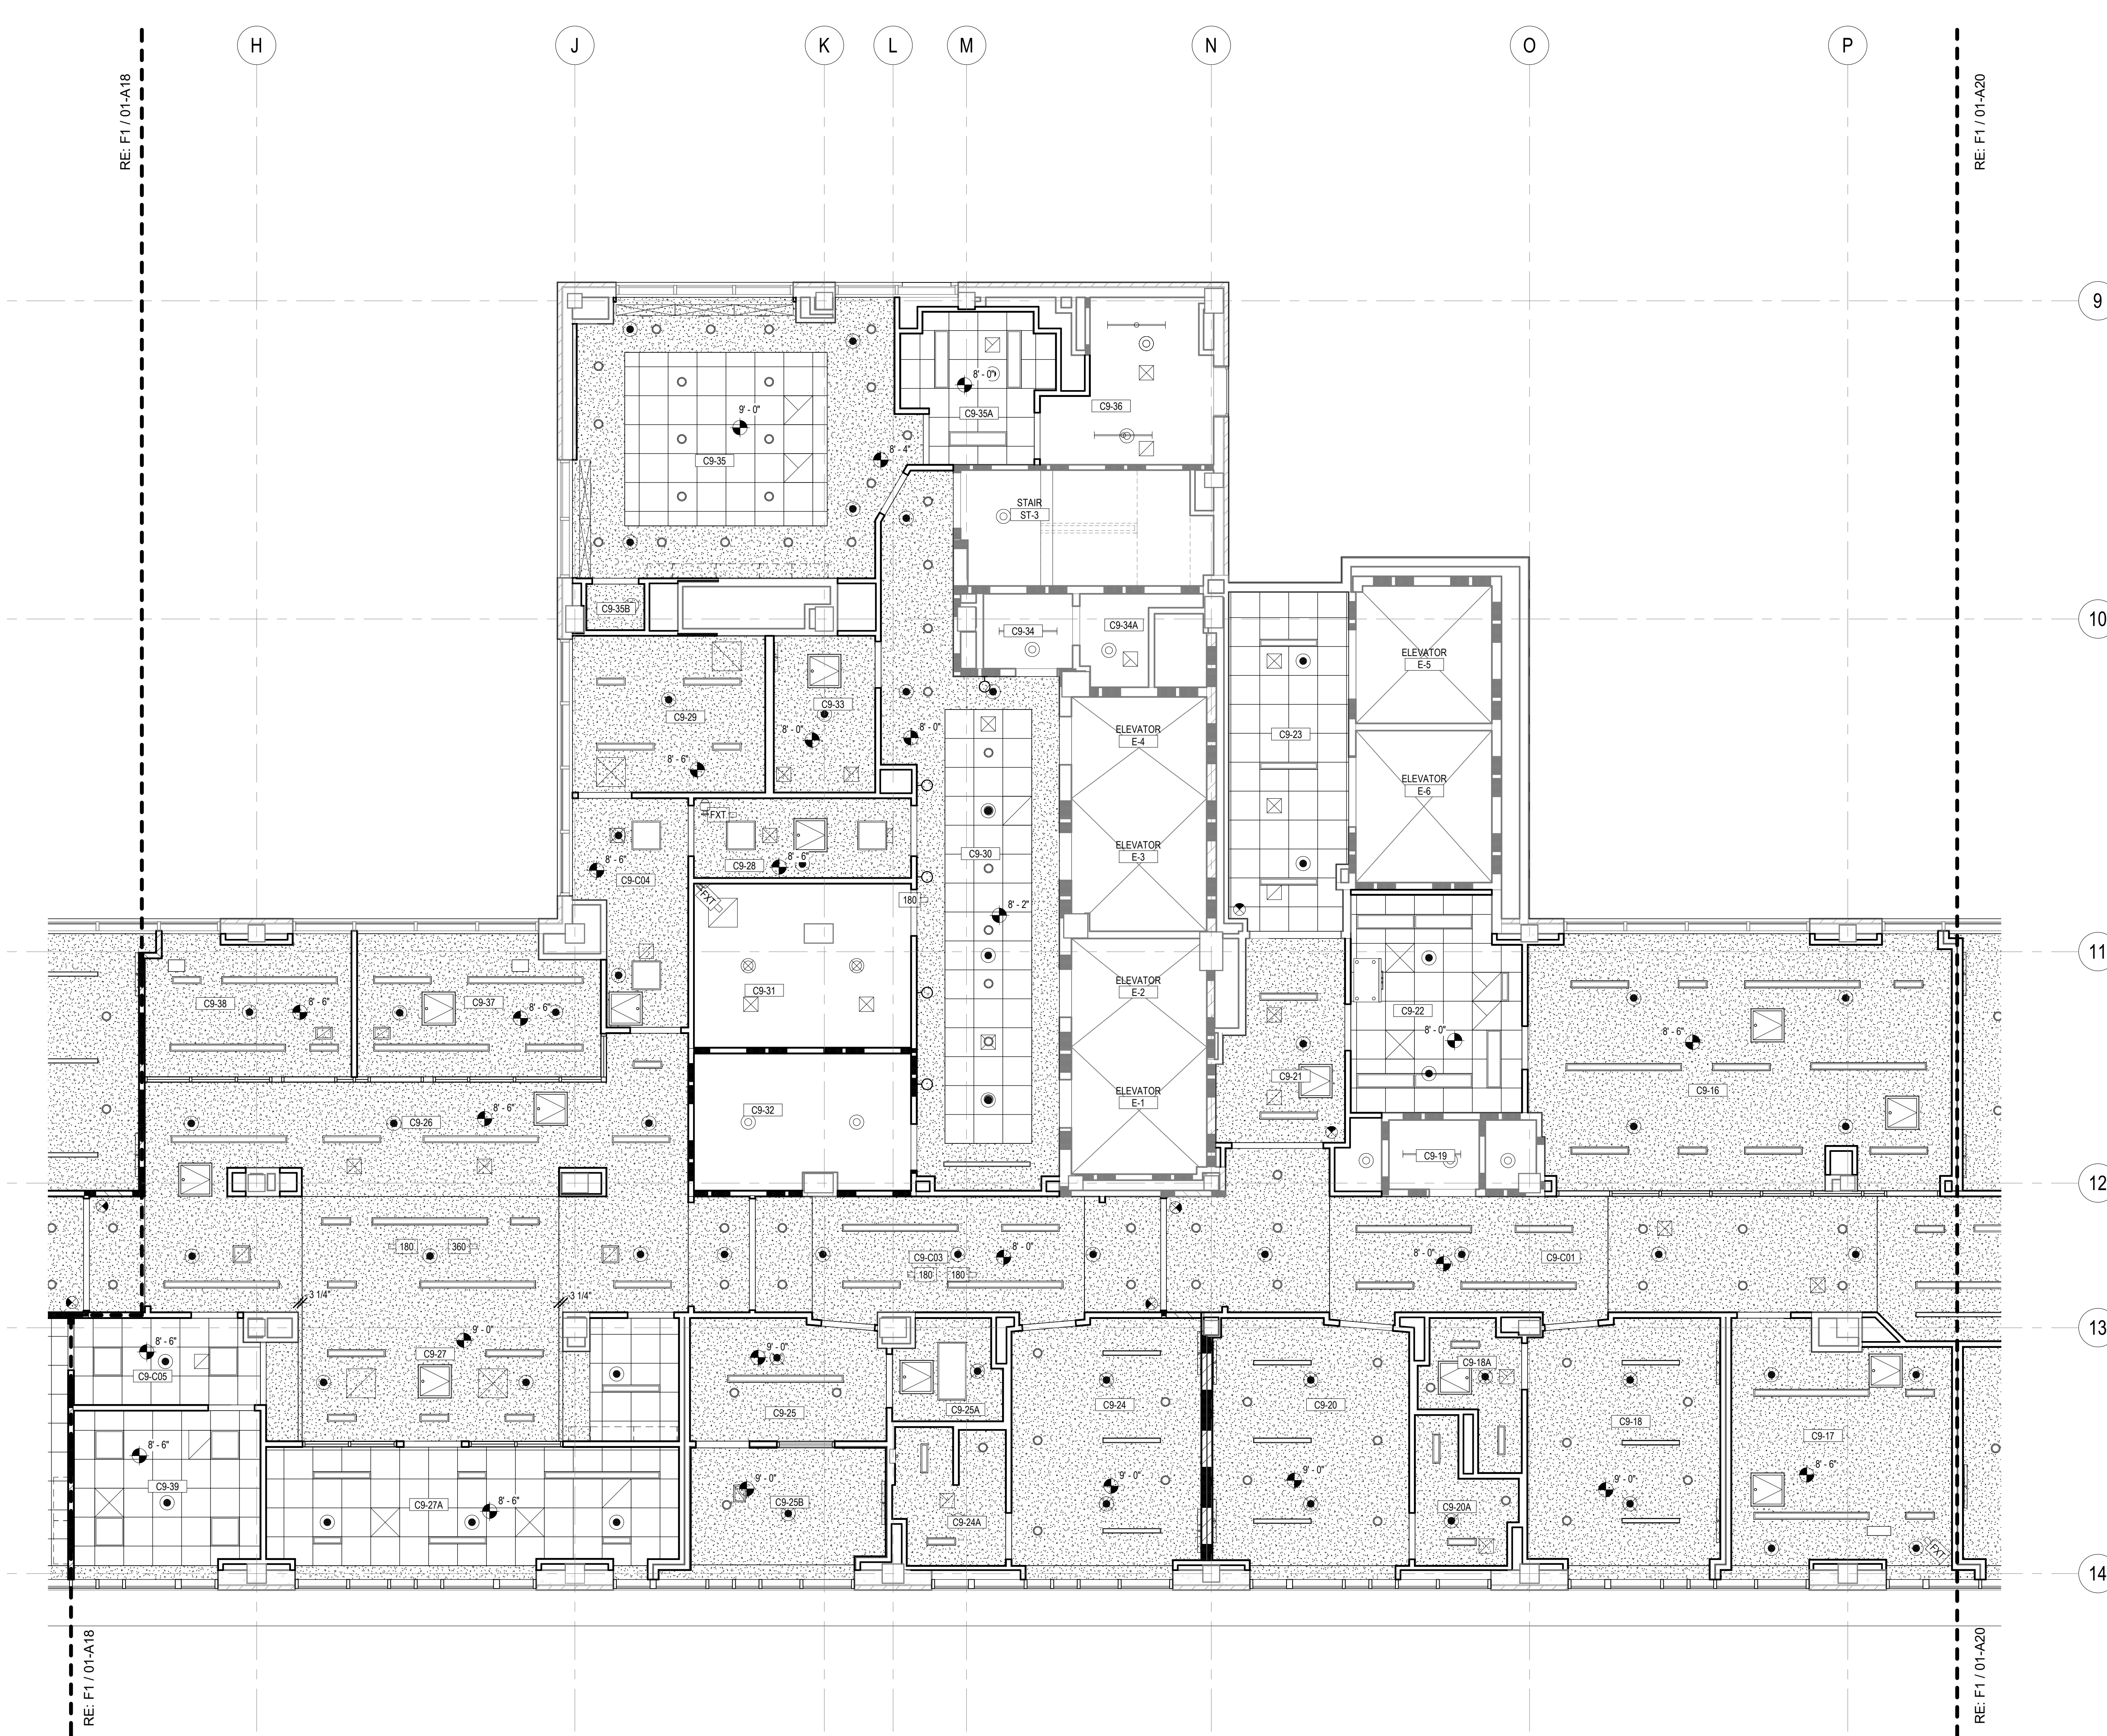 H
J
K
L
M
N
O
P
RE: F1 / 01-A18
RE: F1 / 01-A20
9
8' - 0"
C9-36
9' - 0"
C9-35A
8' - 4"
C9-35
STAIR
ST-3
C9-35B
10
C9-34
C9-34A
ELEVATOR
E-5
C9-33
C9-29
8' - 0"
8' - 0"
ELEVATOR
E-4
C9-23
8' - 6"
ELEVATOR
E-6
FXT
C9-28
8' - 6"
C9-30
ELEVATOR
E-3
8' - 6"
C9-C04
FXT
180
8' - 2"
11
C9-38
8' - 6"
C9-37
8' - 6"
C9-31
ELEVATOR
E-2
C9-22
8' - 0"
8' - 6"
C9-21
C9-16
ELEVATOR
E-1
C9-32
8' - 6"
C9-26
C9-19
12
180
360
C9-C03
8' - 0"
180
180
8' - 0"
C9-C01
3 1/4"
3 1/4"
13
8' - 6"
9' - 0"
C9-27
9' - 0"
C9-C05
C9-18A
C9-25
C9-25A
C9-24
C9-20
C9-18
C9-17
8' - 6"
C9-39
9' - 0"
9' - 0"
9' - 0"
9' - 0"
8' - 6"
C9-27A
8' - 6"
C9-25B
C9-24A
C9-20A
FXT
14
RE: F1 / 01-A18
RE: F1 / 01-A20